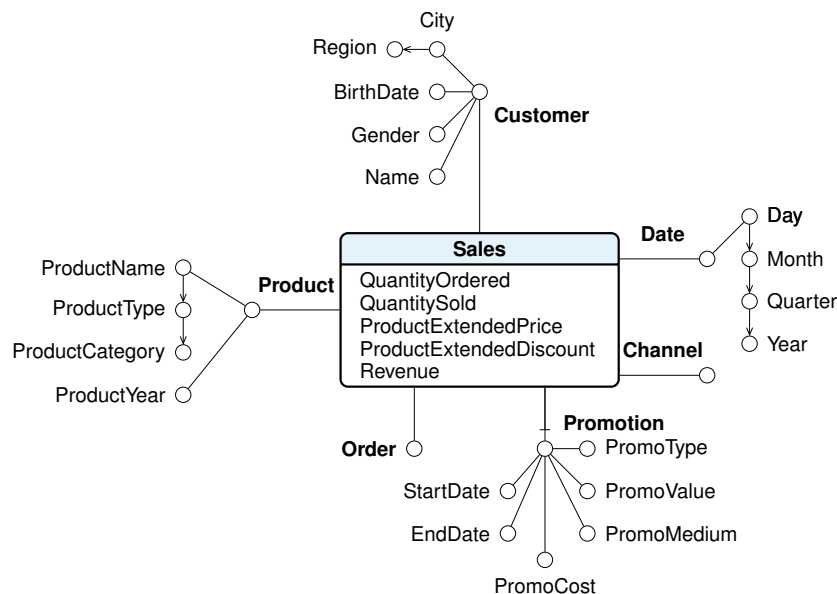 City
Region
BirthDate
Customer
Gender
Name
Day
Date
Sales
Month
ProductName
Product
QuantityOrdered
ProductType
QuantitySold
Quarter
ProductExtendedPrice
ProductCategory
ProductExtendedDiscount
Channel
Year
Revenue
ProductYear
Promotion
Order
PromoType
StartDate
PromoValue
EndDate
PromoMedium
PromoCost